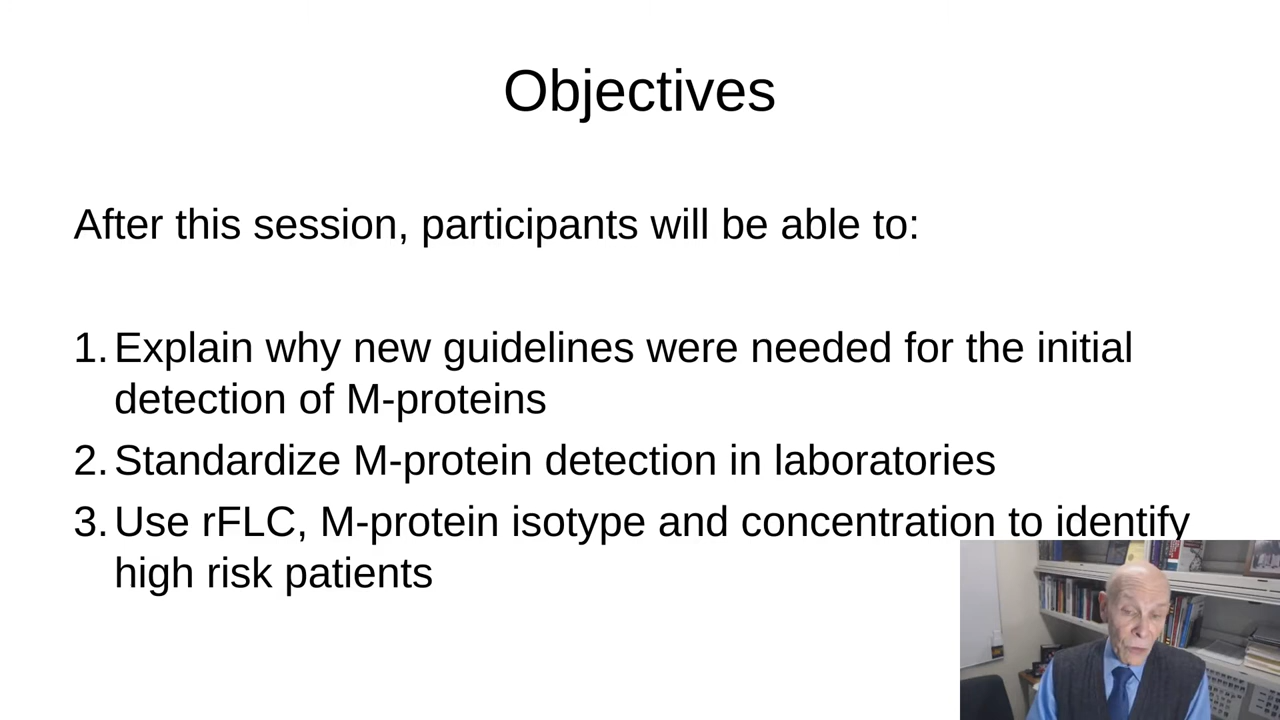 Objectives
After this session, participants will be able to:
1. Explain why new guidelines were needed for the initial
detection of M-proteins
2. Standardize M-protein detection in laboratories
3. Use rFLC, M-protein isotype and concentration to identify
high risk patients